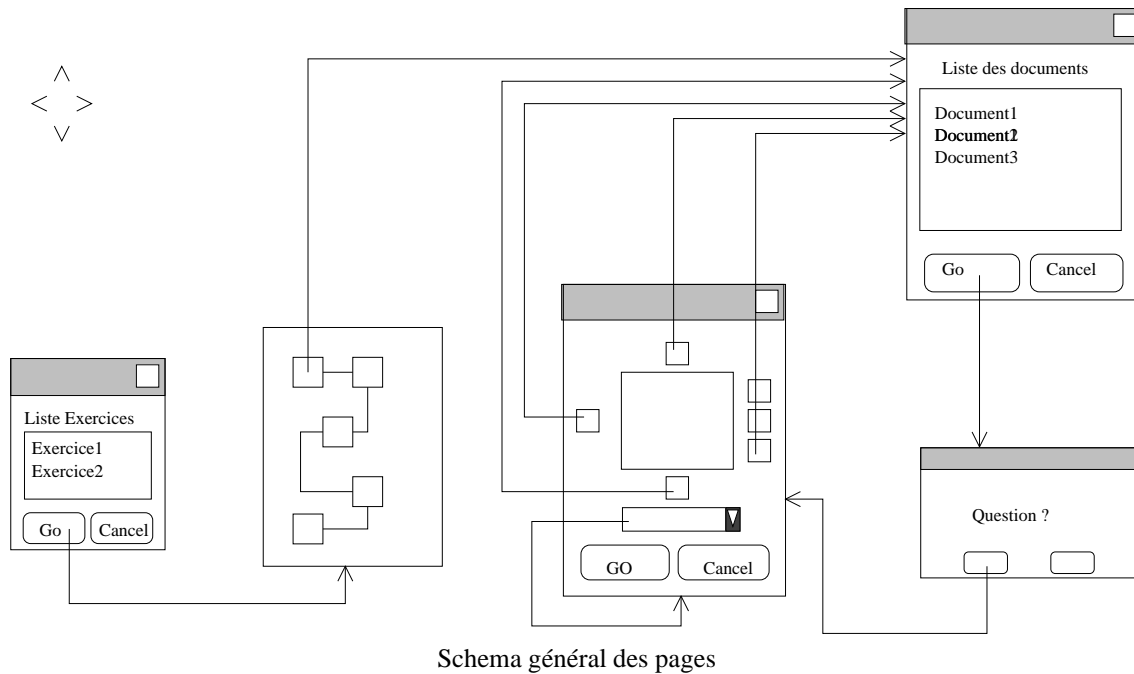 Liste des documents
Document1
Document3
Go
Cancel
Liste Exercices
Exercice1
Exercice2
Go
Cancel
GO
Cancel
Question ?
Schema général des pages